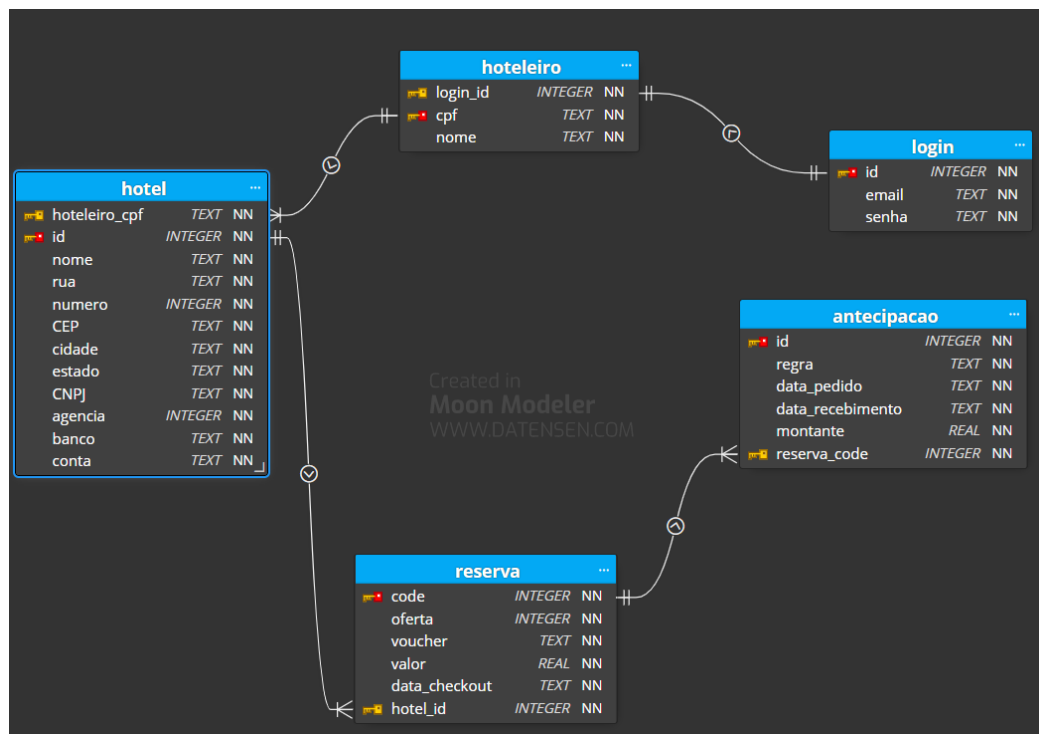 hoteleiro ...
login_id INTEGER NN
cpf TEXT NN
nome TEXT NN
login ...
id INTEGER NN
email TEXT NN
senha TEXT NN
hotel ...
hoteleiro_cpf TEXT NN
id INTEGER NN
nome TEXT NN
rua TEXT NN
numero INTEGER NN
CEP TEXT NN
cidade TEXT NN
estado TEXT NN
CNPJ TEXT NN
agencia INTEGER NN
banco TEXT NN
conta TEXT NN
antecipacao ...
id INTEGER NN
regra TEXT NN
data_pedido TEXT NN
data_recebimento TEXT NN
montante REAL NN
reserva_code INTEGER NN
Created in
Moon Modeler
WWW.DATENSEN.COM
reserva ...
code INTEGER NN
oferta INTEGER NN
voucher TEXT NN
valor REAL NN
data_checkout TEXT NN
hotel_id INTEGER NN